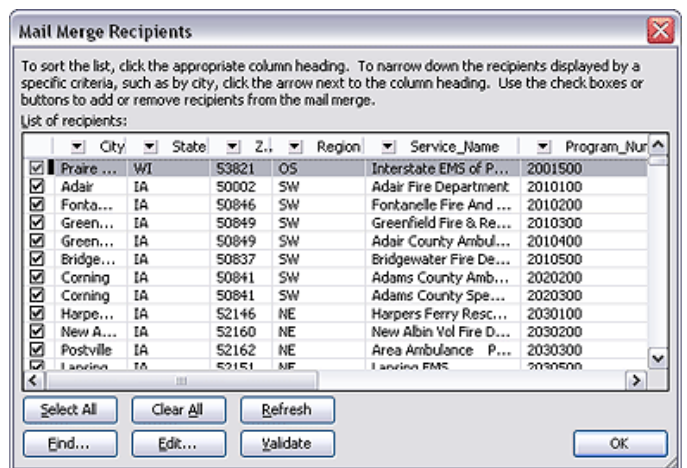 Mail Merge Recipients
To sort the list, click the appropriate column heading. To narrow down the recipients displayed by a
specific criteria, such as by city, click the arrow next to the column heading. Use the check boxes or
buttons to add or remove recipients from the mail merge.
List of recipients:
City State Z.. Region Service_Name Program_Nur
Praire ... WI 53821 OS Interstate EMS of P... 2001500
Adair IA 50002 SW Adair Fire Department 2010100
Fonta... IA 50846 SW Fontanelle Fire And ... 2010200
Green... IA 50849 SW Greenfield Fire & Re... 2010300
Green... IA 50849 SW Adair County Ambul... 2010400
Bridge... IA 50837 SW Bridgewater Fire De... 2010500
Corning IA 50841 SW Adams County Amb... 2020200
Corning IA 50841 SW Adams County Spe... 2020300
Harpe... IA 52146 NE Harpers Ferry Resc... 2030100
New A... IA 52160 NE New Albin Vol Fire D... 2030200
Postville IA 52162 NE Area Ambulance P... 2030300
Lansing IA 52151 NE Lansing EMS 2030500
Select All Clear All Refresh
Find... Edit... Validate OK